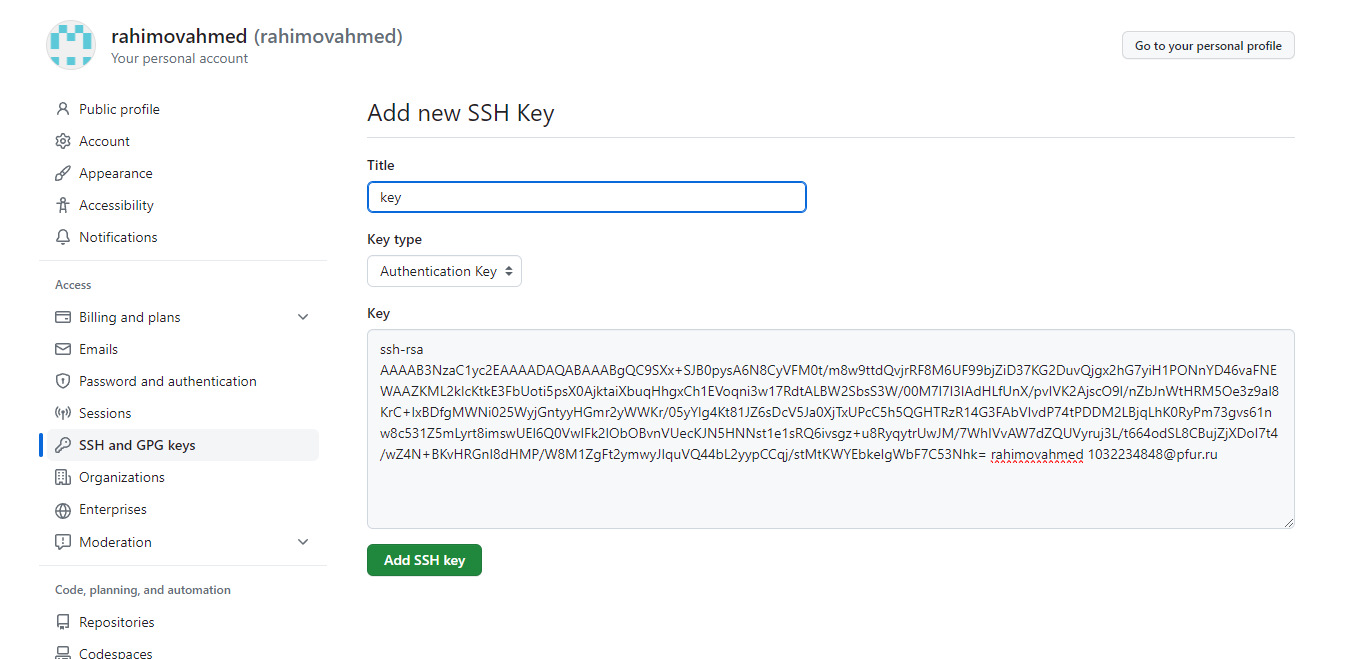 rahimovahmed (rahimovahmed)
Your personal account
Go to your personal profile
Public profile
Account
Appearance
Accessibility
Notifications
Access
Billing and plans
Emails
Password and authentication
Sessions
SSH and GPG keys
Organizations
Enterprises
Moderation
Code, planning, and automation
Repositories
Codespaces
Add new SSH Key
Title
key
Key type
Authentication Key
Key
ssh-rsa
AAAAB3NzaC1yc2EAAAADAQABAAABgQC9SXx+SJB0pysA6N8CyVFM0t/m8w9ttdQvjrRF8M6UF99bjZiD37KG2DuvQjgx2hG7yiH1PONnYD46vaFNE
WAAZKML2kIcKtkE3FbUoti5psX0AjktaiXbuqHhgxCh1EVoqni3w17RdtALBW2SbsS3W/00M7I7I3IAdHLfUnX/pvIVK2AjscO9I/nZbJnWtHRM5Oe3z9aI8
KrC+IxBDfgMWNi025WyjGntyyHGmr2yWWKr/05yYIg4Kt81JZ6sDcV5Ja0XjTxUPcC5h5QGHTRzR14G3FAbVIvdP74tPDDM2LBjqLhK0RyPm73gvs61n
w8c531Z5mLyrt8imswUEI6Q0VwIFk2IObOBvnVUecKJN5HNNst1e1sRQ6ivsgz+u8RyqytrUwJM/7WhIVvAW7dZQUVyruj3L/t664odSL8CBujZjXDoI7t4
/wZ4N+BKvHRGnI8dHMP/W8M1ZgFt2ymwyJIquVQ44bL2yypCCqj/stMtKWYEbkeIgWbF7C53Nhk= rahimovahmed 1032234848@pfur.ru
Add SSH key